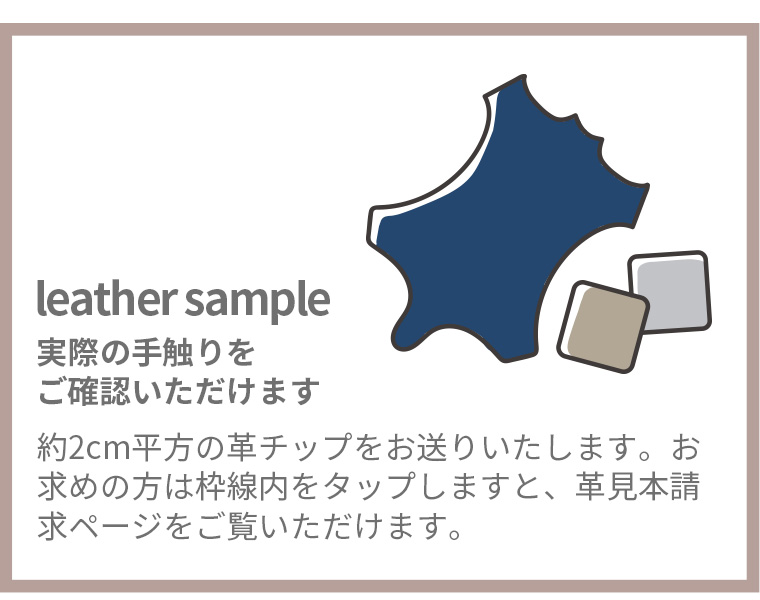 leather sample
実際の手触りを
ご確認いただけます
約2cm平方の革チップをお送りいたします。お
求めの方は枠線内をタップしますと、革見本請
求ページをご覧いただけます。